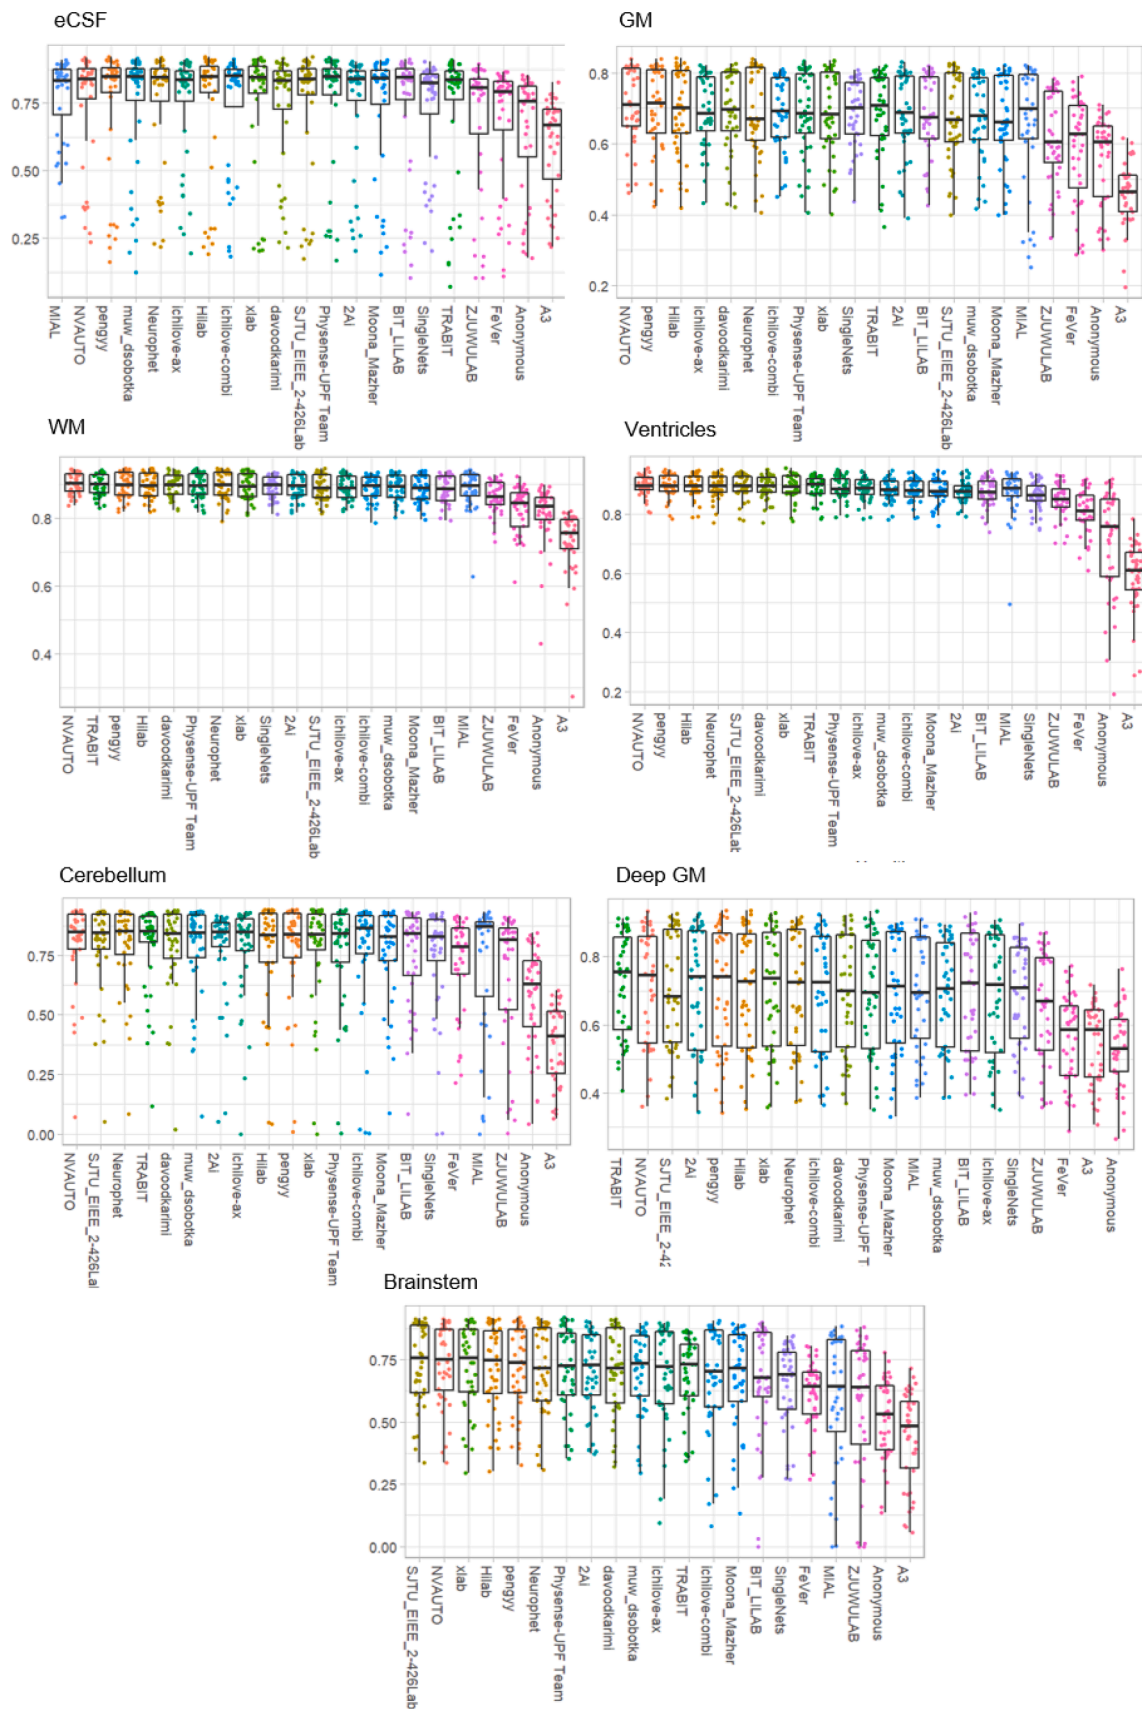 eCSF
0.75
0.50
0.25
MIAL
NVAUTO
pengyy
muw_dsobotka
Neurophet
ichilove-ax
Hilab
ichilove-combi
xlab
davoodkarimi
SJTU_EIEE_2-426Lab
Physense-UPF Team
2Ai
Moona_Mazher
BIT_LILAB
SingleNets
TRABIT
ZJUWULAB
FeVer
Anonymous
A3
GM
0.8
0.6
0.4
0.2
NVAUTO
pengyy
Hilab
ichilove-ax
davoodkarimi
Neurophet
ichilove-combi
Physense-UPF Team
xlab
SingleNets
TRABIT
2Ai
BIT_LILAB
SJTU_EIEE_2-426Lab
muw_dsobotka
Moona_Mazher
MIAL
ZJUWULAB
FeVer
Anonymous
A3
WM
0.8
0.6
0.4
NVAUTO
TRABIT
pengyy
Hilab
davoodkarimi
Physense-UPF Team
Neurophet
xlab
SingleNets
2Ai
SJTU_EIEE_2-426Lab
ichilove-ax
ichilove-combi
muw_dsobotka
Moona_Mazher
BIT_LILAB
MIAL
ZJUWULAB
FeVer
Anonymous
A3
Ventricles
0.8
0.6
0.4
0.2
NVAUTO
pengyy
Hilab
Neurophet
SJTU_EIEE_2-426Lab
davoodkarimi
xlab
TRABIT
Physense-UPF Team
ichilove-ax
muw_dsobotka
ichilove-combi
Moona_Mazher
2Ai
BIT_LILAB
MIAL
SingleNets
ZJUWULAB
FeVer
Anonymous
A3
Cerebellum
0.75
0.50
0.25
0.00
NVAUTO
SJTU_EIEE_2-426Lal
Neurophet
TRABIT
davoodkarimi
muw_dsobotka
2Ai
ichilove-ax
Hilab
pengyy
xlab
Physense-UPF Team
ichilove-combi
Moona_Mazher
BIT_LILAB
SingleNets
FeVer
MIAL
ZJUWULAB
Anonymous
A3
Deep GM
0.8
0.6
0.4
TRABIT
NVAUTO
SJTU_EIEE_2-42
2Ai
pengyy
Hilab
xlab
Neurophet
ichilove-combi
davoodkarimi
Physense-UPF T
Moona_Mazher
MIAL
muw_dsobotka
BIT_LILAB
ichilove-ax
SingleNets
ZJUWULAB
FeVer
A3
Anonymous
Brainstem
0.75
0.50
0.25
0.00
SJTU_EIEE_2-426Lab
NVAUTO
xlab
Hilab
pengyy
Neurophet
Physense-UPF Team
2Ai
davoodkarimi
muw_dsobotka
ichilove-ax
TRABIT
ichilove-combi
Moona_Mazher
BIT_LILAB
SingleNets
FeVer
MIAL
ZJUWULAB
Anonymous
A3